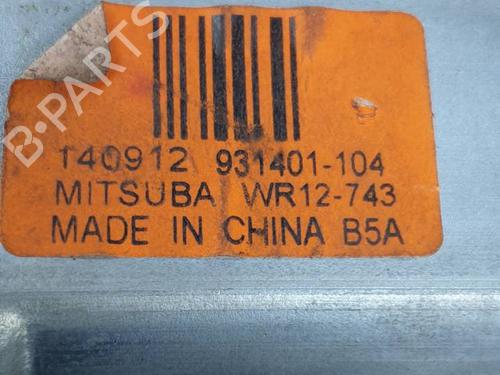 B-PARTS
140912 931401-104
MITSUBA WR12-743
MADE IN CHINA B5A